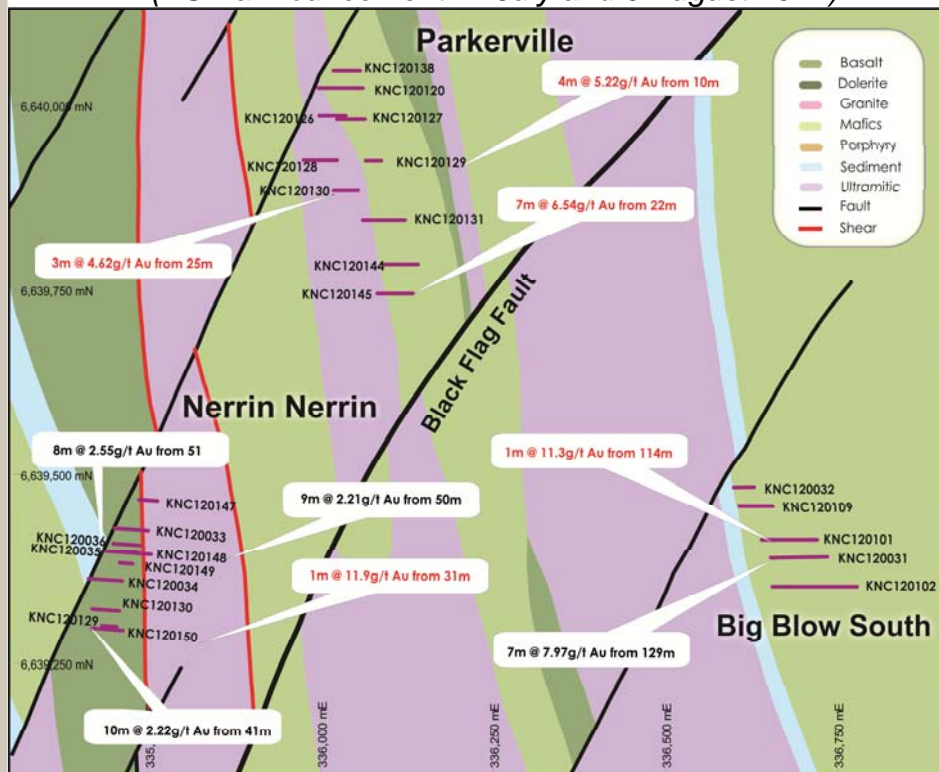 July and August
Parkerville
KNC120138
KNC120120
KNC120126
KNC120127
KNC120128
KNC120129
KNC120130
KNC120131
KNC120144
KNC120145
4m @ 5.22g/t Au from 10m
7m @ 6.54g/t Au from 22m
3m @ 4.62g/t Au from 25m
Basalt
Dolerite
Granite
Mafics
Porphyry
Sediment
Ultramitic
Fault
Shear
6,640,000 mN
6,639,750 mN
6,639,500 mN
6,639,250 mN
Black Flag Fault
Nerrin Nerrin
8m @ 2.55g/t Au from 51
9m @ 2.21g/t Au from 50m
1m @ 11.9g/t Au from 31m
10m @ 2.22g/t Au from 41m
KNC120147
KNC120033
KNC120036
KNC120035
KNC120148
KNC120149
KNC120034
KNC120130
KNC120129
KNC120150
1m @ 11.3g/t Au from 114m
7m @ 7.97g/t Au from 129m
KNC120032
KNC120109
KNC120101
KNC120031
KNC120102
Big Blow South
335,
336,000 mE
336,250 mE
336,500 mE
336,750 mE